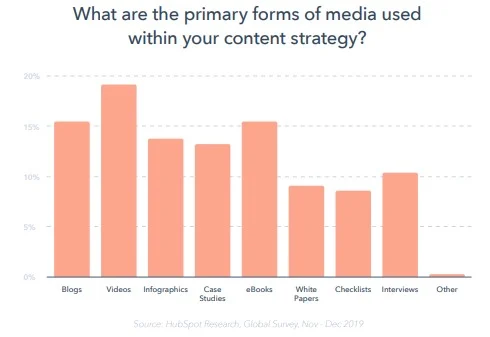 What are the primary forms of media used
within your content strategy?
20%
15%
10%
5%
0%
Blogs Videos Infographics Case Studies eBooks White Papers Checklists Interviews Other
Source: HubSpot Research, Global Survey, Nov - Dec 2019